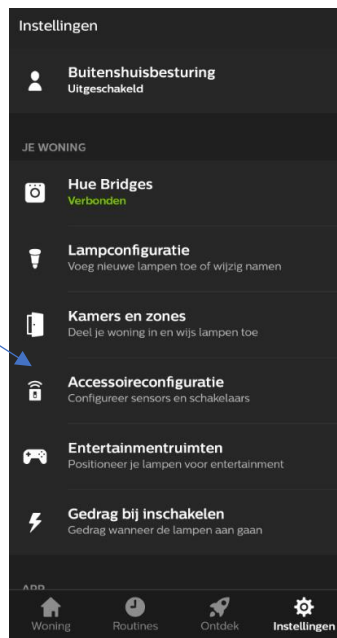 Instellingen
Buitenshuisbesturing
Uitgeschakeld
JE WONING
Hue Bridges
Verbonden
Lampconfiguratie
Voeg nieuwe lampen toe of wijzig namen
Kamers en zones
Deel je woning in en wijs lampen toe
Accessoireconfiguratie
Configureer sensors en schakelaars
Entertainmentruimten
Positioneer je lampen voor entertainment
Gedrag bij inschakelen
Gedrag wanneer de lampen aan gaan
APP
Woning Routines Ontdek Instellingen